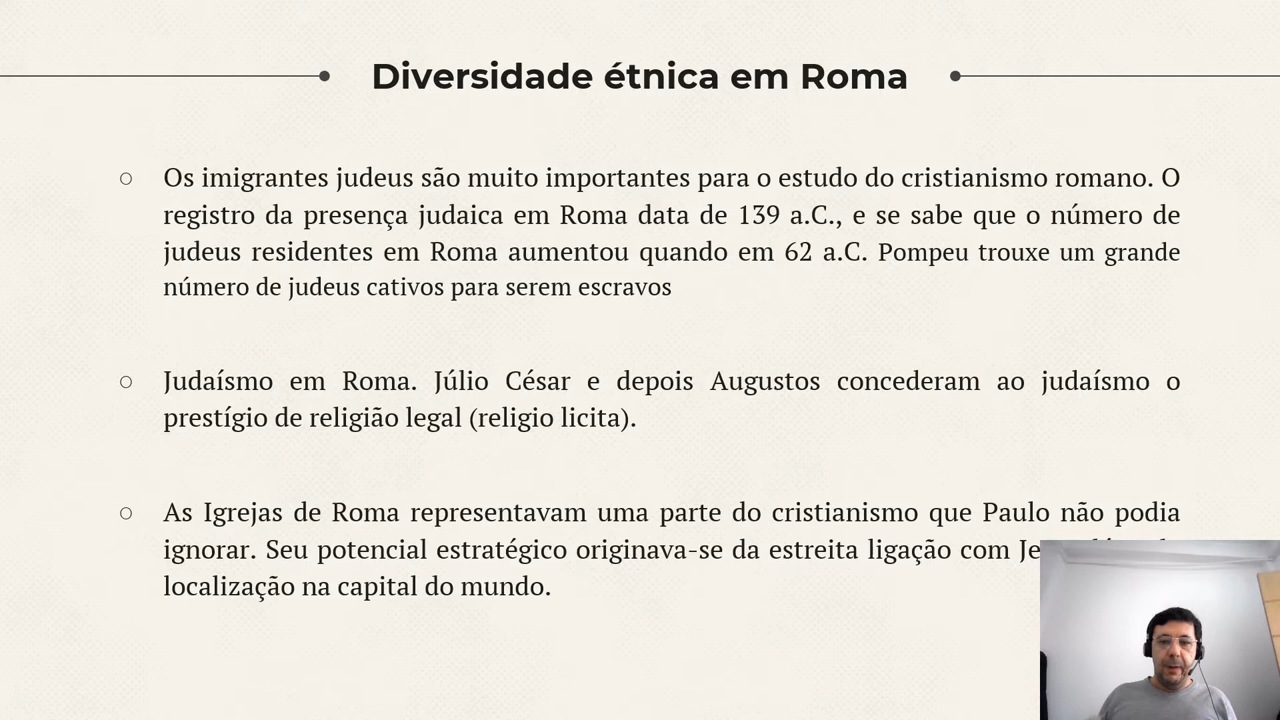 Diversidade étnica em Roma
Os imigrantes judeus são muito importantes para o estudo do cristianismo romano. O
registro da presença judaica em Roma data de 139 a.C., e se sabe que o número de
judeus residentes em Roma aumentou quando em 62 a.C. Pompeu trouxe um grande
número de judeus cativos para serem escravos
Judaísmo em Roma. Júlio César e depois Augustos concederam ao judaísmo o
prestígio de religião legal (religio licita).
As Igrejas de Roma representavam uma parte do cristianismo que Paulo não podia
ignorar. Seu potencial estratégico originava-se da estreita ligação com
localização na capital do mundo.